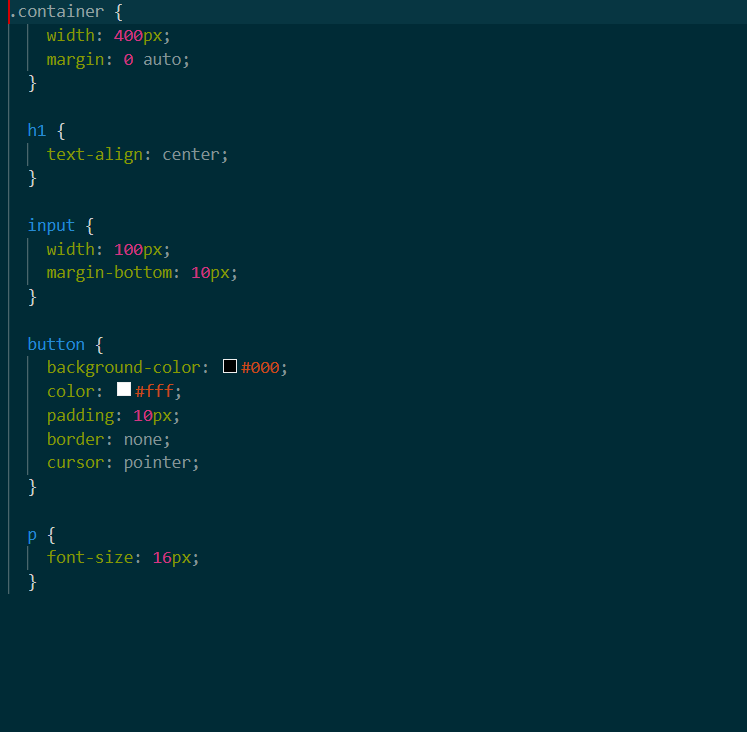 .container {
    width: 400px;
    margin: 0 auto;
  }

  h1 {
    text-align: center;
  }

  input {
    width: 100px;
    margin-bottom: 10px;
  }

  button {
    background-color: #000;
    color: #fff;
    padding: 10px;
    border: none;
    cursor: pointer;
  }

  p {
    font-size: 16px;
  }